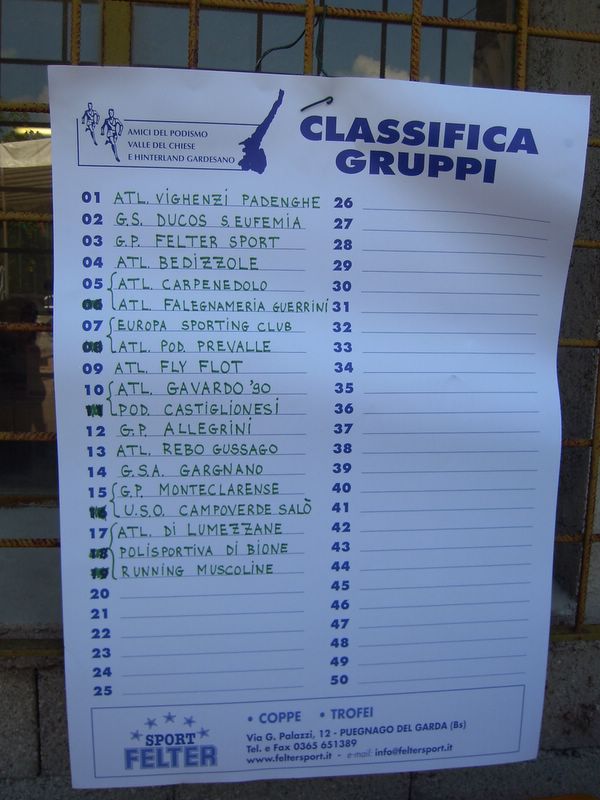 AMICI DEL PODISMO
VALLE DEL CHIESE
E HINTERLAND GARDESANO
CLASSIFICA
GRUPPI
01 ATL. VIGHENZI PADENGHE
02 G.S. DUCOS S.EUFEMIA
03 G.P. FELTER SPORT
04 ATL. BEDIZZOLE
05 ATL. CARPENEDOLO
06 ATL. FALEGNAMERIA GUERRINI
07 EUROPA SPORTING CLUB
08 ATL. POD. PREVALLE
09 ATL. FLY FLOT
10 ATL. GAVARDO '90
11 POD. CASTIGLIONESI
12 G.P. ALLEGRINI
13 ATL. REBO GUSSAGO
14 G.S.A. GARGNANO
15 G.P. MONTECLARENSE
16 U.S.O. CAMPOVERDE SALÒ
17 ATL. DI LUMEZZANE
18 POLISPORTIVA DI BIONE
19 RUNNING MUSCOLINE
20
21
22
23
24
25
26
27
28
29
30
31
32
33
34
35
36
37
38
39
40
41
42
43
44
45
46
47
48
49
50
SPORT
FELTER
• COPPE • TROFEI
Via G. Palazzi, 12 - PUEGNAGO DEL GARDA (Bs)
Tel. e Fax 0365 651389
www.feltersport.it - e-mail: info@feltersport.it